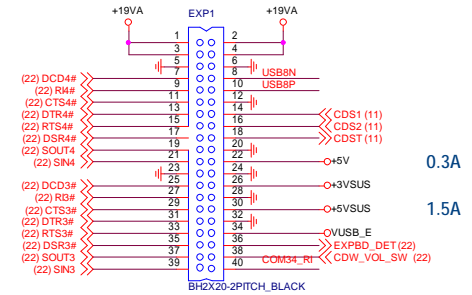 +19VA +19VA
EXP1
1 2
3 4
5 6
(22) DCD4# 7 8 USB8N
(22) RI4# 9 10 USB8P
(22) CTS4# 11 12
(22) DTR4# 13 14 CDS1 (11)
(22) RTS4# 15 16 CDS2 (11)
(22) DSR4# 17 18 CDST (11)
(22) SOUT4 19 20
(22) SIN4 21 22 +5V 0.3A
23 24
(22) DCD3# 25 26 +3VSUS
(22) RI3# 27 28
(22) CTS3# 29 30 +5VSUS 1.5A
(22) DTR3# 31 32
(22) RTS3# 33 34 VUSB_E
(22) DSR3# 35 36 EXPBD_DET (22)
(22) SOUT3 37 38 COM34_RI CDW_VOL_SW (22)
(22) SIN3 39 40
BH2X20-2PITCH_BLACK